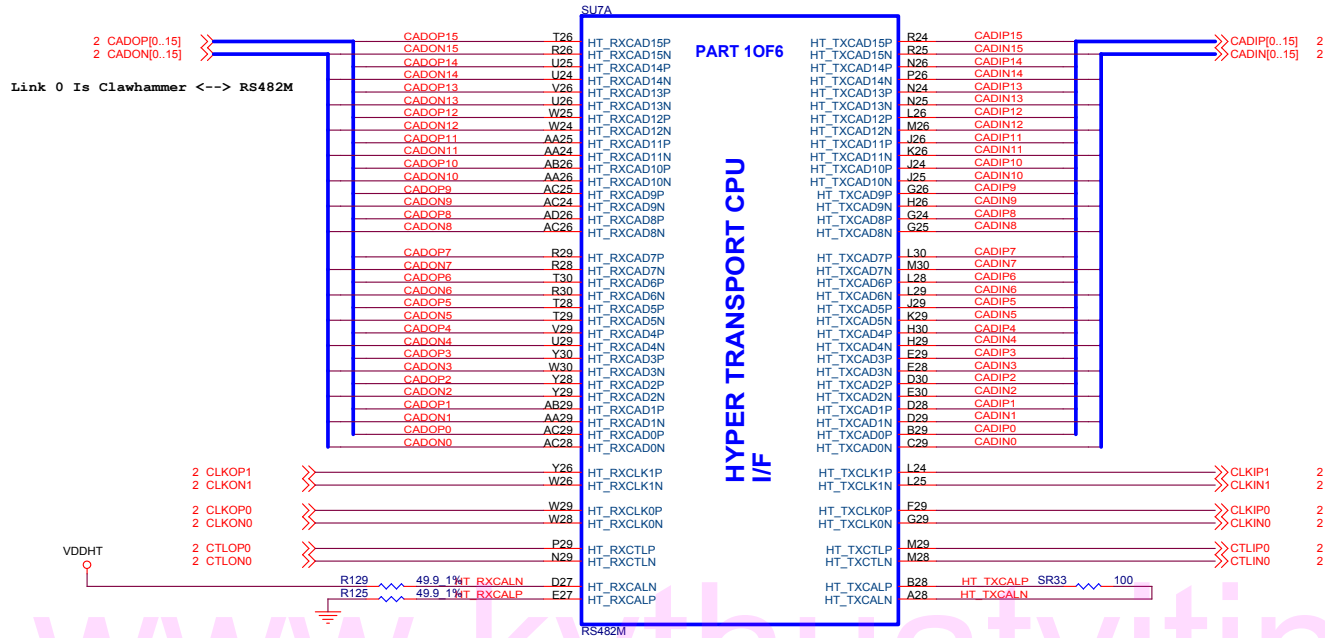 SU7A
PART 1OF6
HYPER TRANSPORT CPU
I/F
2 CADOP[0..15]
2 CADON[0..15]
Link 0 Is Clawhammer <--> RS482M
CADOP15 T26 HT_RXCAD15P HT_TXCAD15P R24 CADIP15
CADON15 R26 HT_RXCAD15N HT_TXCAD15N R25 CADIN15
CADOP14 U25 HT_RXCAD14P HT_TXCAD14P N26 CADIP14
CADON14 U24 HT_RXCAD14N HT_TXCAD14N P26 CADIN14
CADOP13 V26 HT_RXCAD13P HT_TXCAD13P N24 CADIP13
CADON13 U26 HT_RXCAD13N HT_TXCAD13N N25 CADIN13
CADOP12 W25 HT_RXCAD12P HT_TXCAD12P L26 CADIP12
CADON12 W24 HT_RXCAD12N HT_TXCAD12N M26 CADIN12
CADOP11 AA25 HT_RXCAD11P HT_TXCAD11P J26 CADIP11
CADON11 AA24 HT_RXCAD11N HT_TXCAD11N K26 CADIN11
CADOP10 AB26 HT_RXCAD10P HT_TXCAD10P J24 CADIP10
CADON10 AA26 HT_RXCAD10N HT_TXCAD10N J25 CADIN10
CADOP9 AC25 HT_RXCAD9P HT_TXCAD9P G26 CADIP9
CADON9 AC24 HT_RXCAD9N HT_TXCAD9N H26 CADIN9
CADOP8 AD26 HT_RXCAD8P HT_TXCAD8P G24 CADIP8
CADON8 AC26 HT_RXCAD8N HT_TXCAD8N G25 CADIN8
CADOP7 R29 HT_RXCAD7P HT_TXCAD7P L30 CADIP7
CADON7 R28 HT_RXCAD7N HT_TXCAD7N M30 CADIN7
CADOP6 T30 HT_RXCAD6P HT_TXCAD6P L28 CADIP6
CADON6 R30 HT_RXCAD6N HT_TXCAD6N L29 CADIN6
CADOP5 T28 HT_RXCAD5P HT_TXCAD5P J29 CADIP5
CADON5 T29 HT_RXCAD5N HT_TXCAD5N K29 CADIN5
CADOP4 V29 HT_RXCAD4P HT_TXCAD4P H30 CADIP4
CADON4 U29 HT_RXCAD4N HT_TXCAD4N H29 CADIN4
CADOP3 Y30 HT_RXCAD3P HT_TXCAD3P E29 CADIP3
CADON3 W30 HT_RXCAD3N HT_TXCAD3N E28 CADIN3
CADOP2 Y28 HT_RXCAD2P HT_TXCAD2P D30 CADIP2
CADON2 Y29 HT_RXCAD2N HT_TXCAD2N E30 CADIN2
CADOP1 AB29 HT_RXCAD1P HT_TXCAD1P D28 CADIP1
CADON1 AA29 HT_RXCAD1N HT_TXCAD1N D29 CADIN1
CADOP0 AC29 HT_RXCAD0P HT_TXCAD0P B29 CADIP0
CADON0 AC28 HT_RXCAD0N HT_TXCAD0N C29 CADIN0
CADIP[0..15] 2
CADIN[0..15] 2
2 CLKOP1 Y26 HT_RXCLK1P HT_TXCLK1P L24 CLKIP1 2
2 CLKON1 W26 HT_RXCLK1N HT_TXCLK1N L25 CLKIN1 2
2 CLKOP0 W29 HT_RXCLK0P HT_TXCLK0P F29 CLKIP0 2
2 CLKON0 W28 HT_RXCLK0N HT_TXCLK0N G29 CLKIN0 2
2 CTLOP0 P29 HT_RXCTLP HT_TXCTLP M29 CTLIP0 2
2 CTLON0 N29 HT_RXCTLN HT_TXCTLN M28 CTLIN0 2
VDDHT
R129 49.9_1% HT_RXCALN D27 HT_RXCALN HT_TXCALP B28 HT_TXCALP SR33 100
R125 49.9_1% HT_RXCALP E27 HT_RXCALP HT_TXCALN A28 HT_TXCALN
RS482M